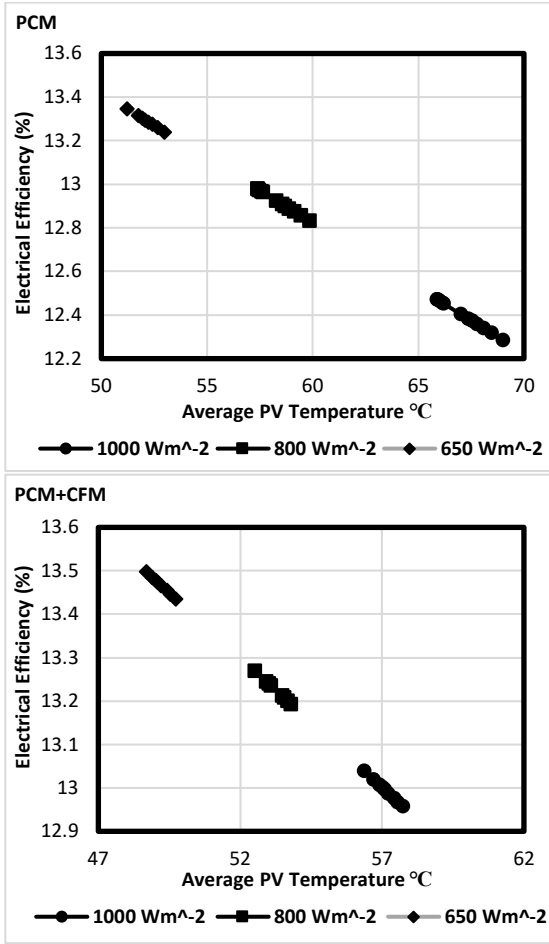 PCM
13.6
13.4
13.2
13
12.8
12.6
12.4
12.2
Electrical Efficiency (%)
50 55 60 65 70
Average PV Temperature °C
1000 Wm^-2 800 Wm^-2 650 Wm^-2
PCM+CFM
13.6
13.5
13.4
13.3
13.2
13.1
13
12.9
Electrical Efficiency (%)
47 52 57 62
Average PV Temperature °C
1000 Wm^-2 800 Wm^-2 650 Wm^-2